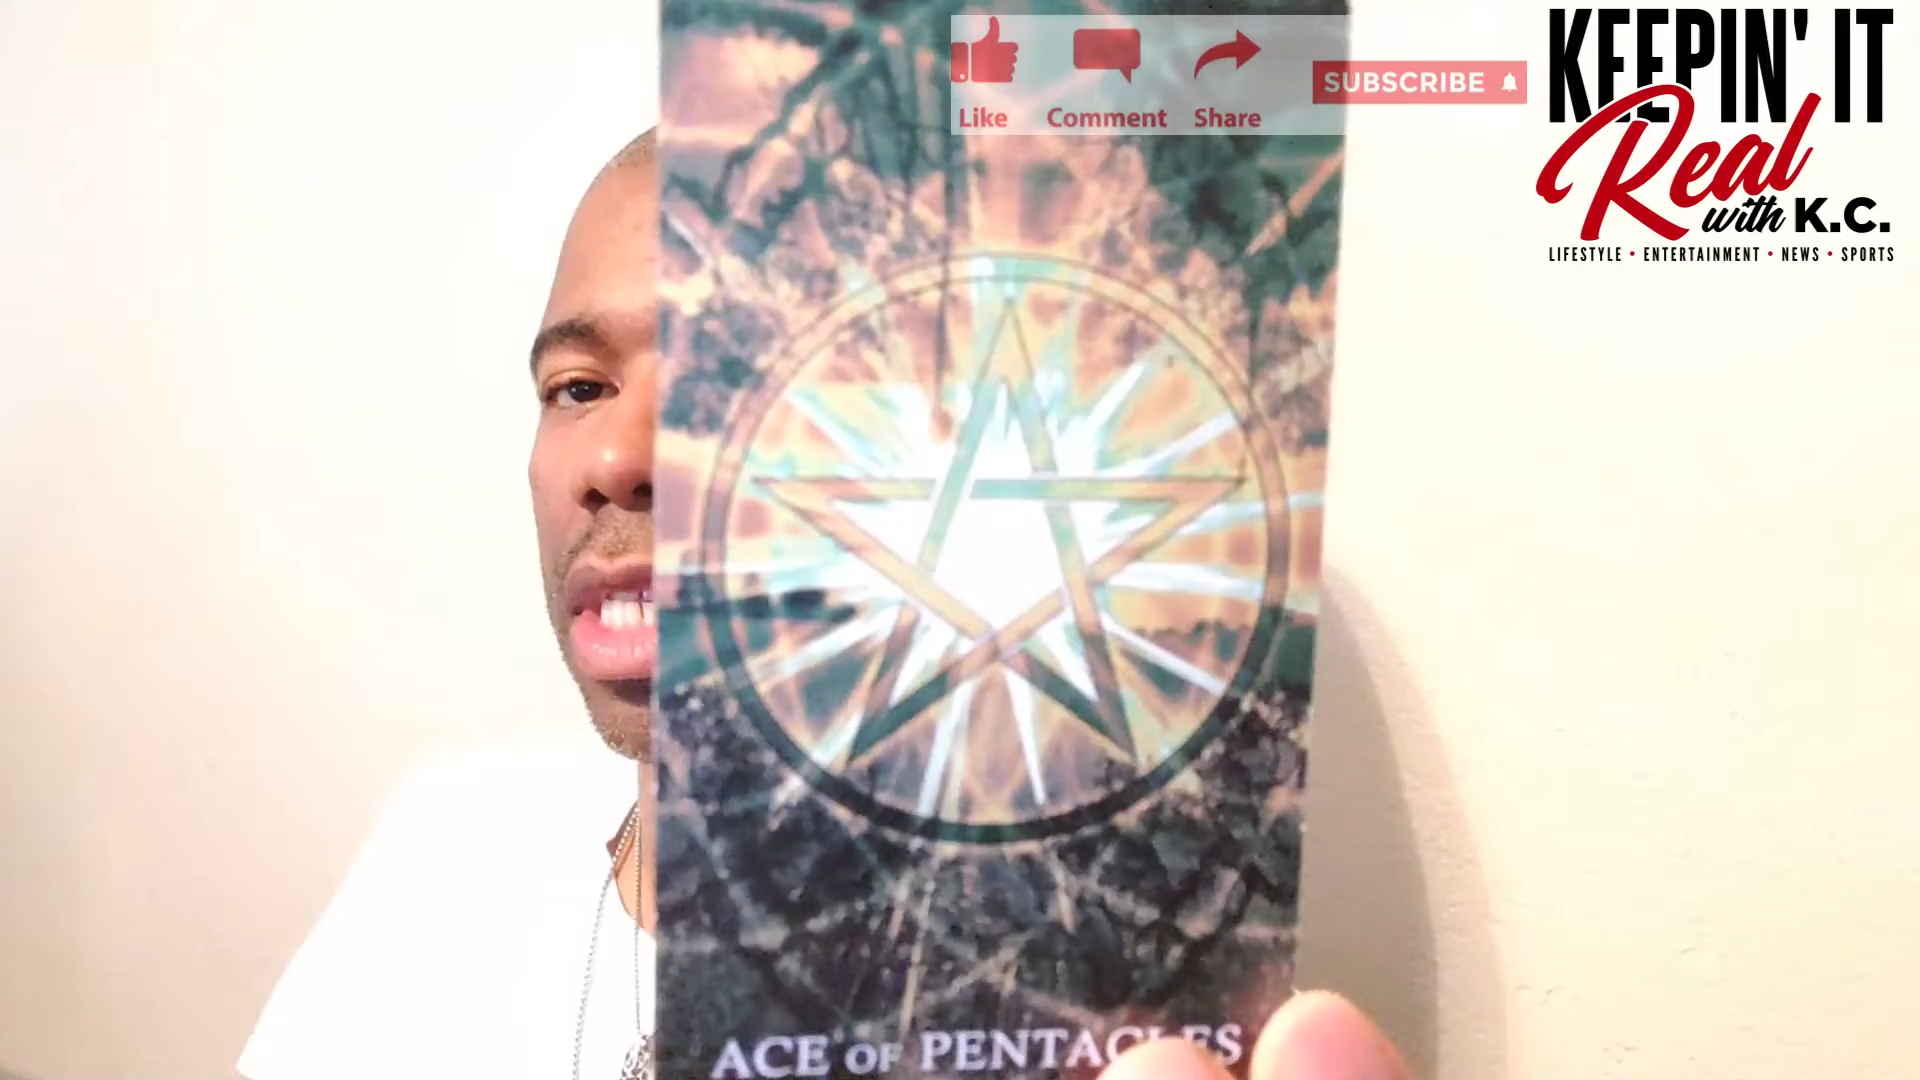 Like
Comment
Share
SUBSCRIBE
KEEPIN' IT
Real
with K.C.
LIFESTYLE • ENTERTAINMENT • NEWS • SPORTS
ACE OF PENTACLES